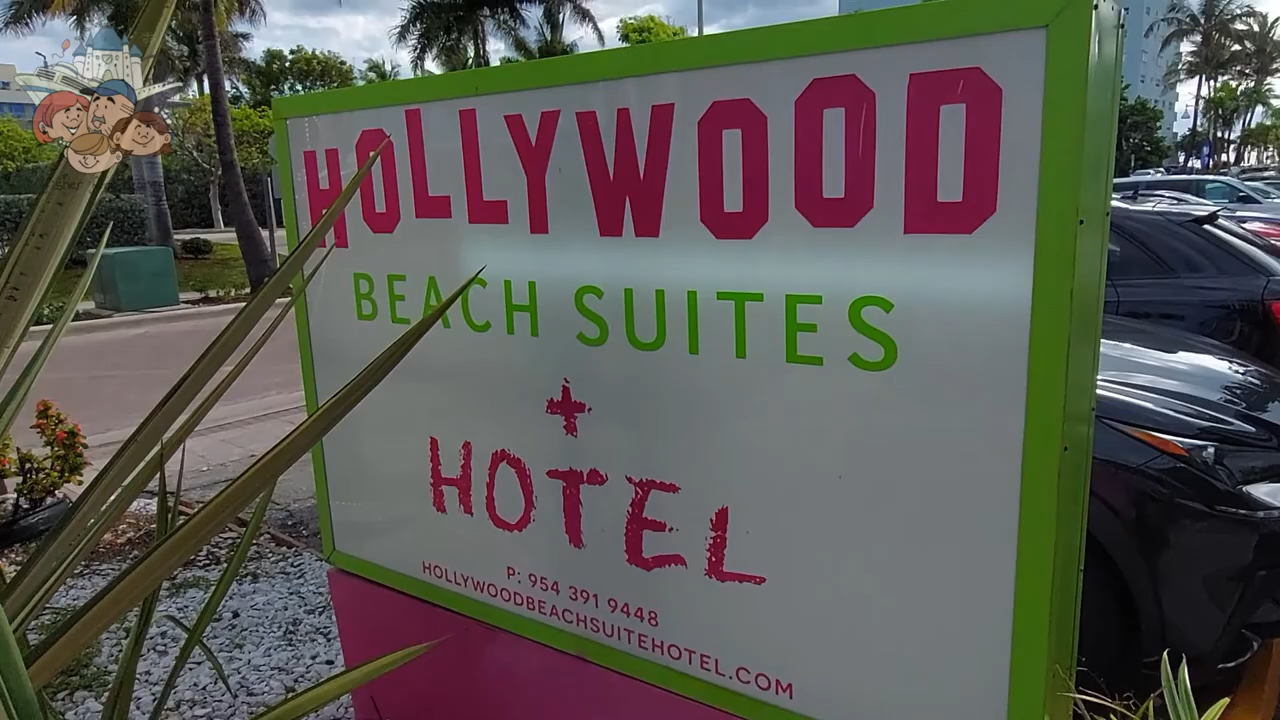 HOLLYWOOD
BEACH SUITES
+
HOTEL
P: 954 391 9448
HOLLYWOODBEACHSUITEHOTEL.COM